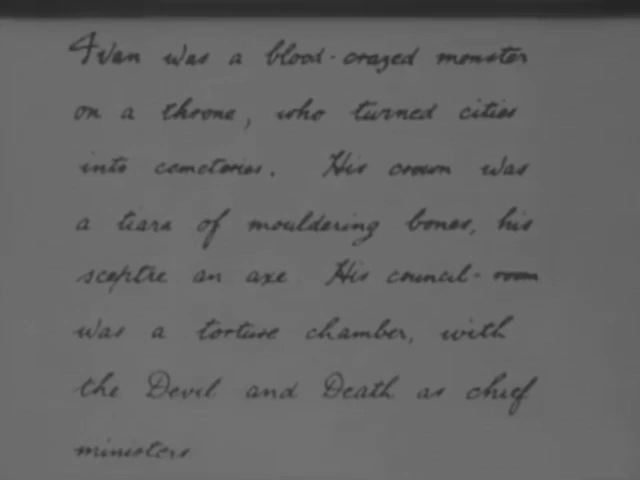 Ivan was a blood-crazed monster
on a throne, who turned cities
into cemeteries. His crown was
a tiara of mouldering bones, his
sceptre an axe His council-room
was a torture chamber, with
the Devil and Death as chief
ministers